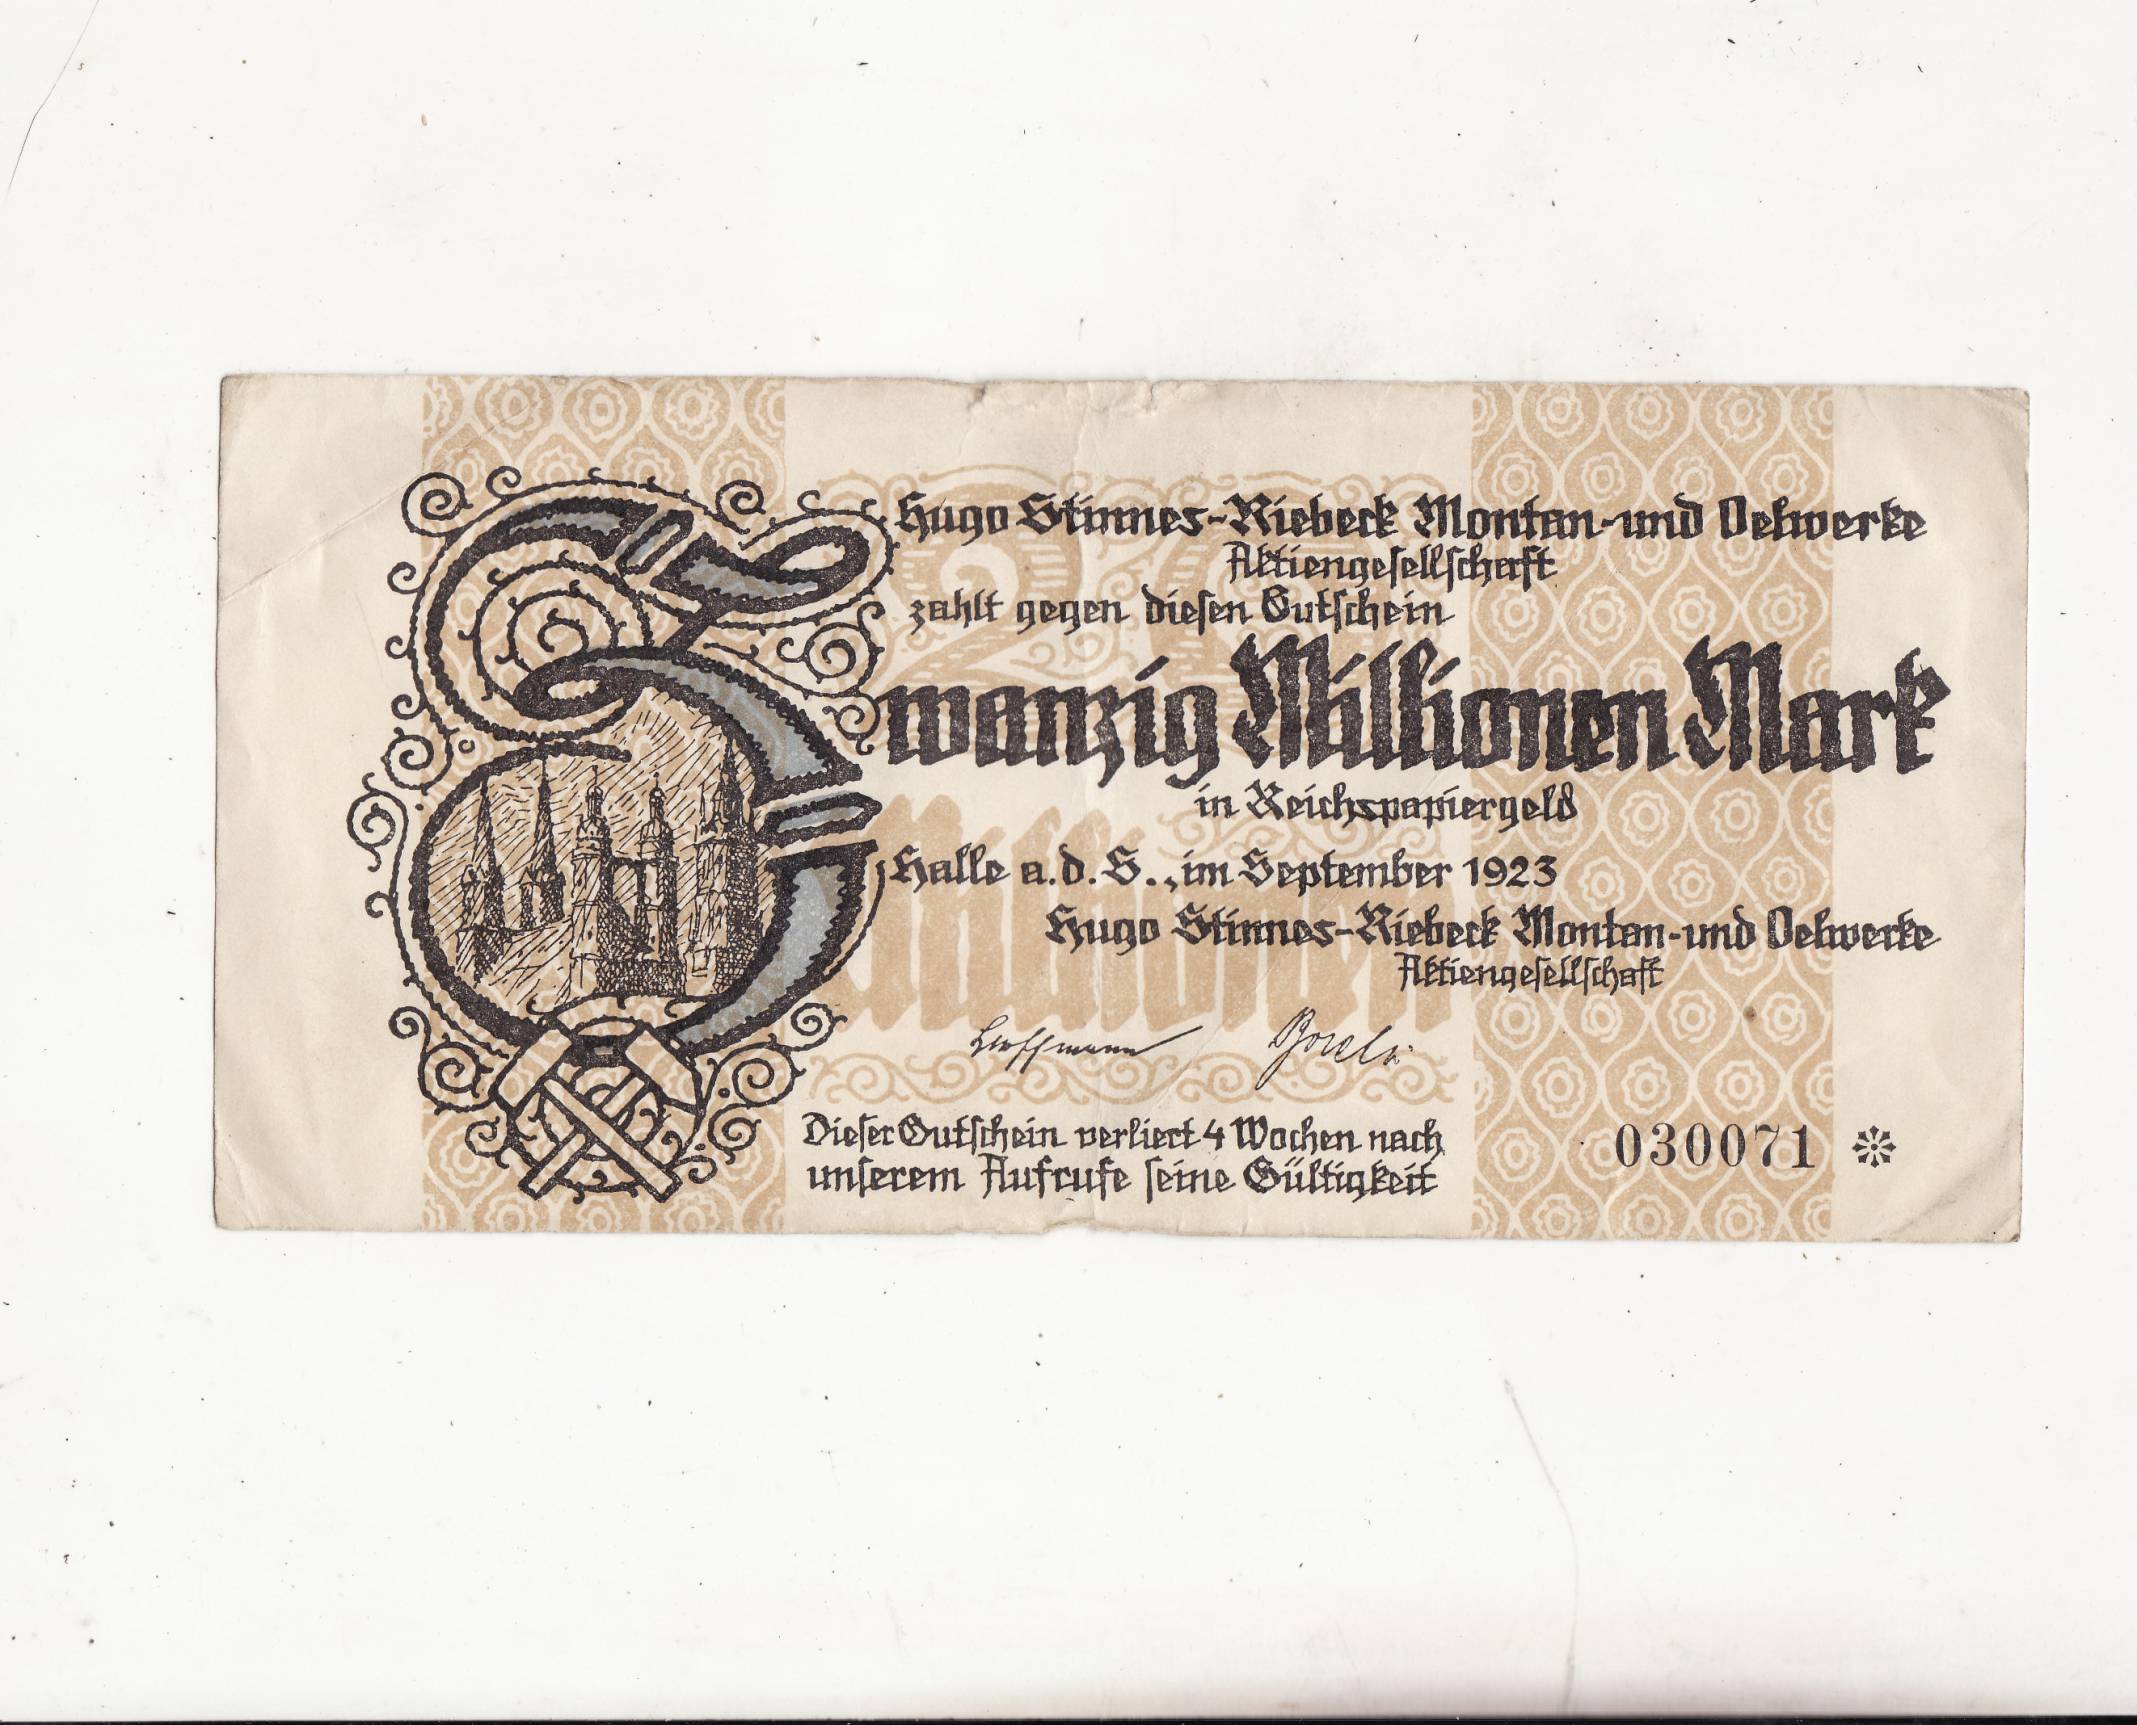 Hugo Stinnes-Riebeck Montan-und Oelwerke
Aktiengesellschaft
zahlt gegen diesen Gutschein
Zwanzig Millionen Mark
in Reichspapiergeld
Halle a.d.S., im September 1923
Hugo Stinnes-Riebeck Montan-und Oelwerke
Aktiengesellschaft
Dieser Gutschein verliert 4 Wochen nach
unserem Aufrufe seine Gültigkeit
030071 *
20
Millionen